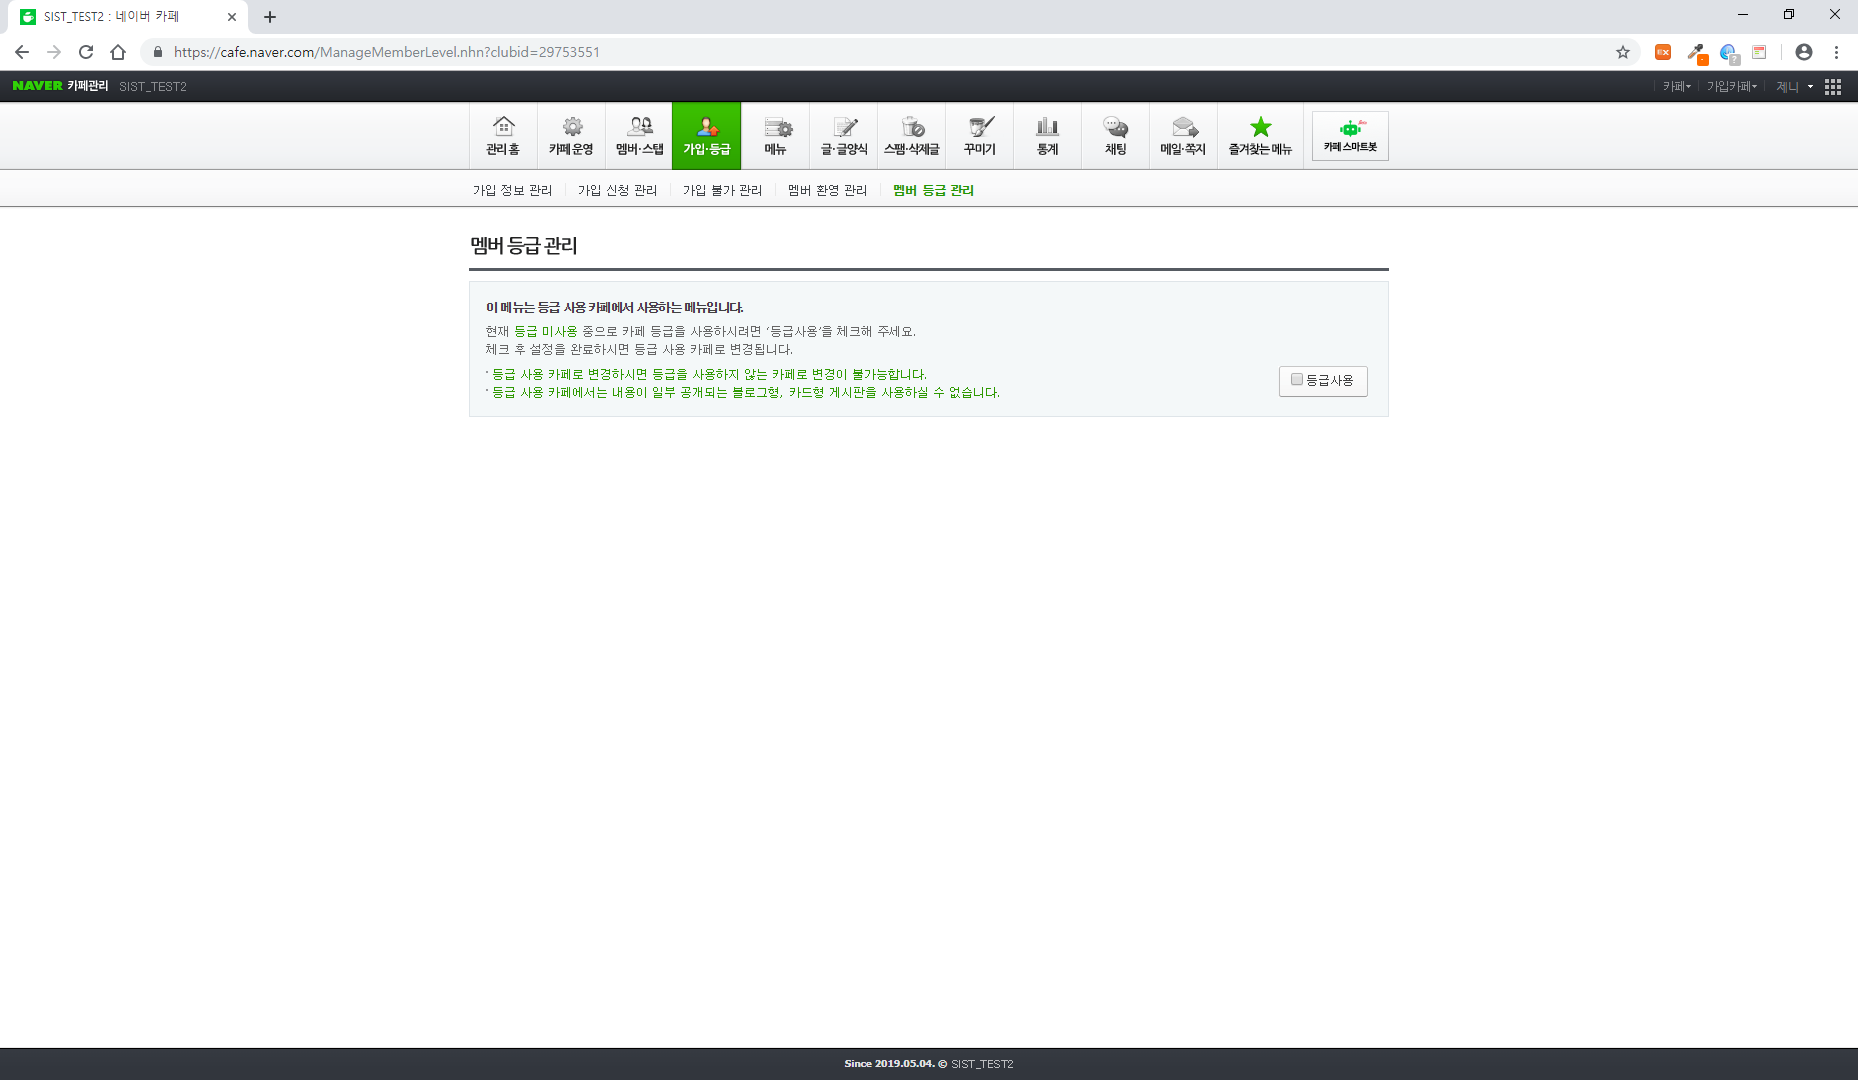 SIST_TEST2 : 네이버 카페
https://cafe.naver.com/ManageMemberLevel.nhn?clubid=29753551
NAVER 카페관리 SIST_TEST2
카페 가입카페 제니
관리 홈 카페 운영 멤버·스탭 가입·등급 메뉴 글·글양식 스팸·삭제글 꾸미기 통계 채팅 메일·쪽지 즐겨찾는 메뉴 카페 스마트봇
가입 정보 관리 가입 신청 관리 가입 불가 관리 멤버 환영 관리 멤버 등급 관리
멤버 등급 관리
이 메뉴는 등급 사용 카페에서 사용하는 메뉴입니다.
현재 등급 미사용 중으로 카페 등급을 사용하시려면 '등급사용'을 체크해 주세요.
체크 후 설정을 완료하시면 등급 사용 카페로 변경됩니다.
· 등급 사용 카페로 변경하시면 등급을 사용하지 않는 카페로 변경이 불가능합니다.
· 등급 사용 카페에서는 내용이 일부 공개되는 블로그형, 카드형 게시판을 사용하실 수 없습니다.
등급사용
Since 2019.05.04. © SIST_TEST2